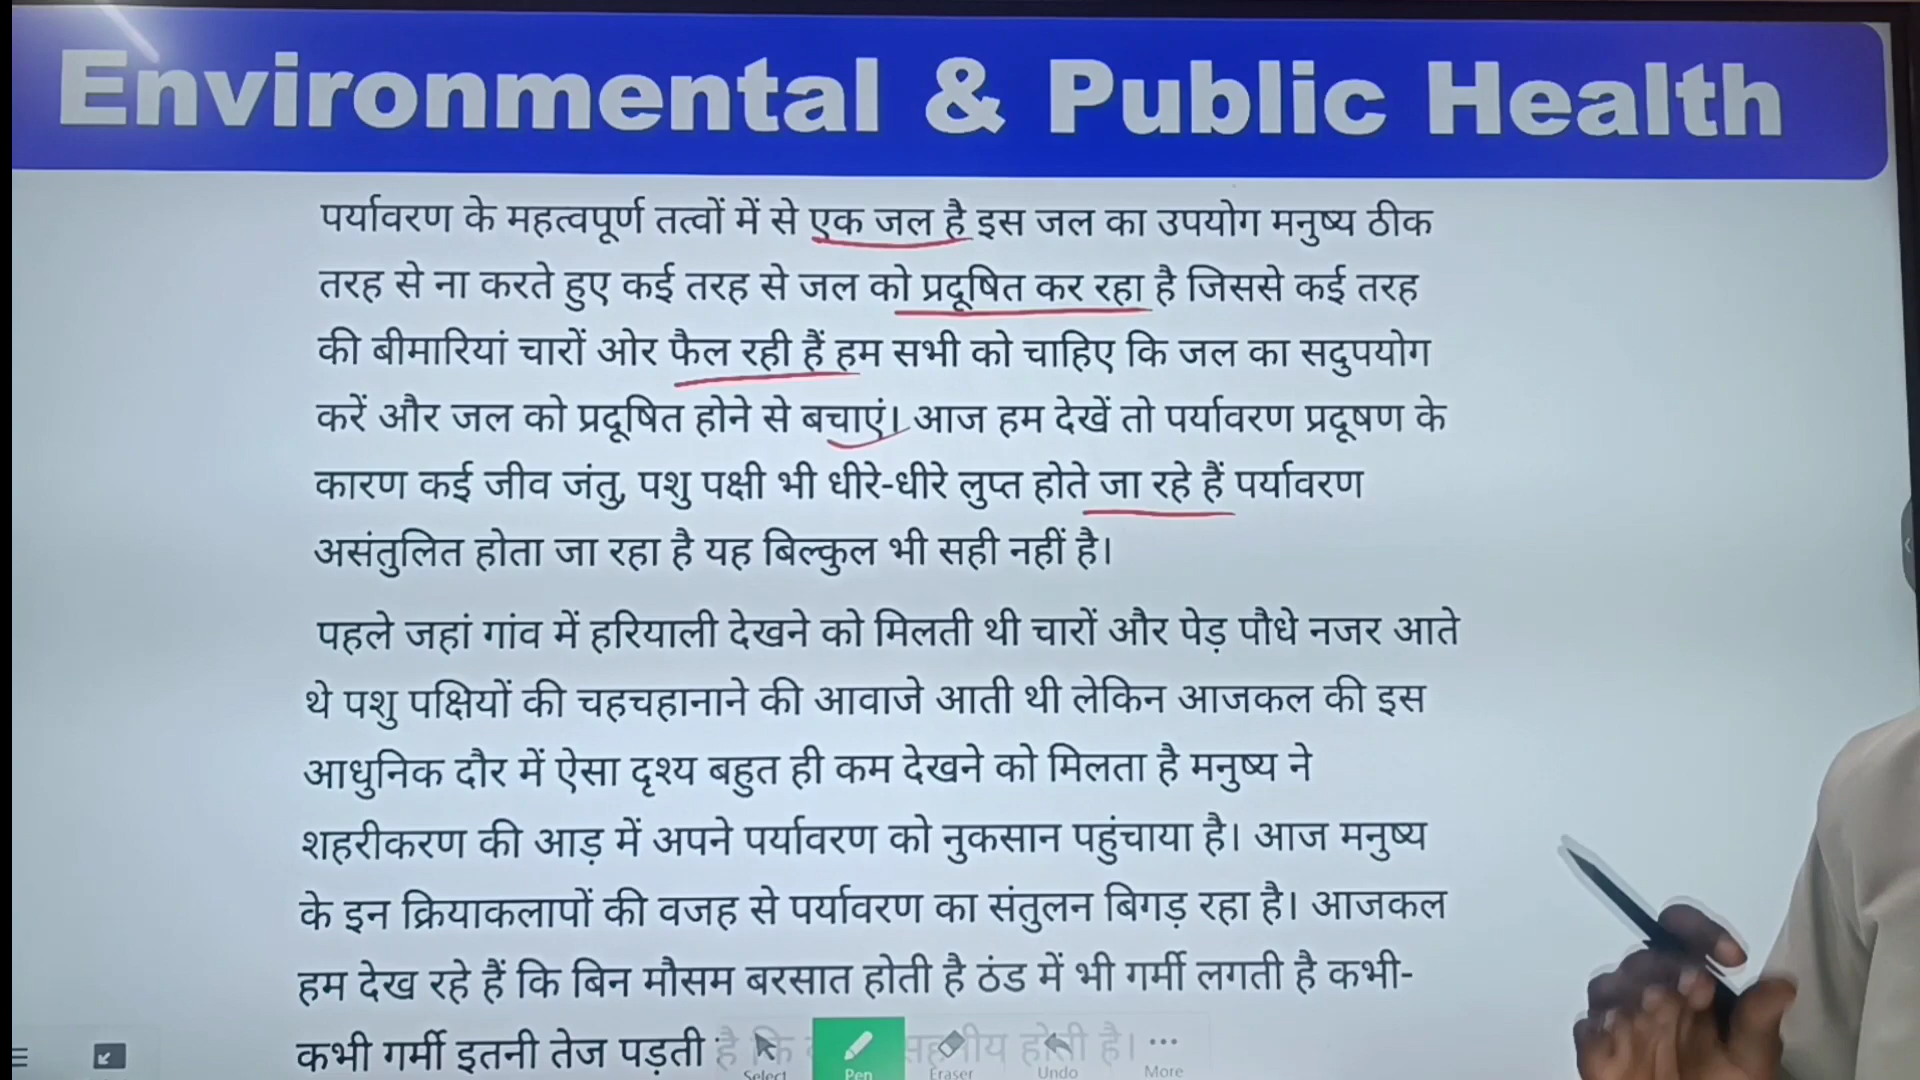 Environmental & Public Health
पर्यावरण के महत्वपूर्ण तत्वों में से एक जल है इस जल का उपयोग मनुष्य ठीक
तरह से ना करते हुए कई तरह से जल को प्रदूषित कर रहा है जिससे कई तरह
की बीमारियां चारों ओर फैल रही हैं हम सभी को चाहिए कि जल का सदुपयोग
करें और जल को प्रदूषित होने से बचाएं। आज हम देखें तो पर्यावरण प्रदूषण के
कारण कई जीव जंतु, पशु पक्षी भी धीरे-धीरे लुप्त होते जा रहे हैं पर्यावरण
असंतुलित होता जा रहा है यह बिल्कुल भी सही नहीं है।
पहले जहां गांव में हरियाली देखने को मिलती थी चारों और पेड़ पौधे नजर आते
थे पशु पक्षियों की चहचहानाने की आवाजे आती थी लेकिन आजकल की इस
आधुनिक दौर में ऐसा दृश्य बहुत ही कम देखने को मिलता है मनुष्य ने
शहरीकरण की आड़ में अपने पर्यावरण को नुकसान पहुंचाया है। आज मनुष्य
के इन क्रियाकलापों की वजह से पर्यावरण का संतुलन बिगड़ रहा है। आजकल
हम देख रहे हैं कि बिन मौसम बरसात होती है ठंड में भी गर्मी लगती है कभी-
कभी गर्मी इतनी तेज पड़ती है कि होती है।
Select Pen Eraser Undo More